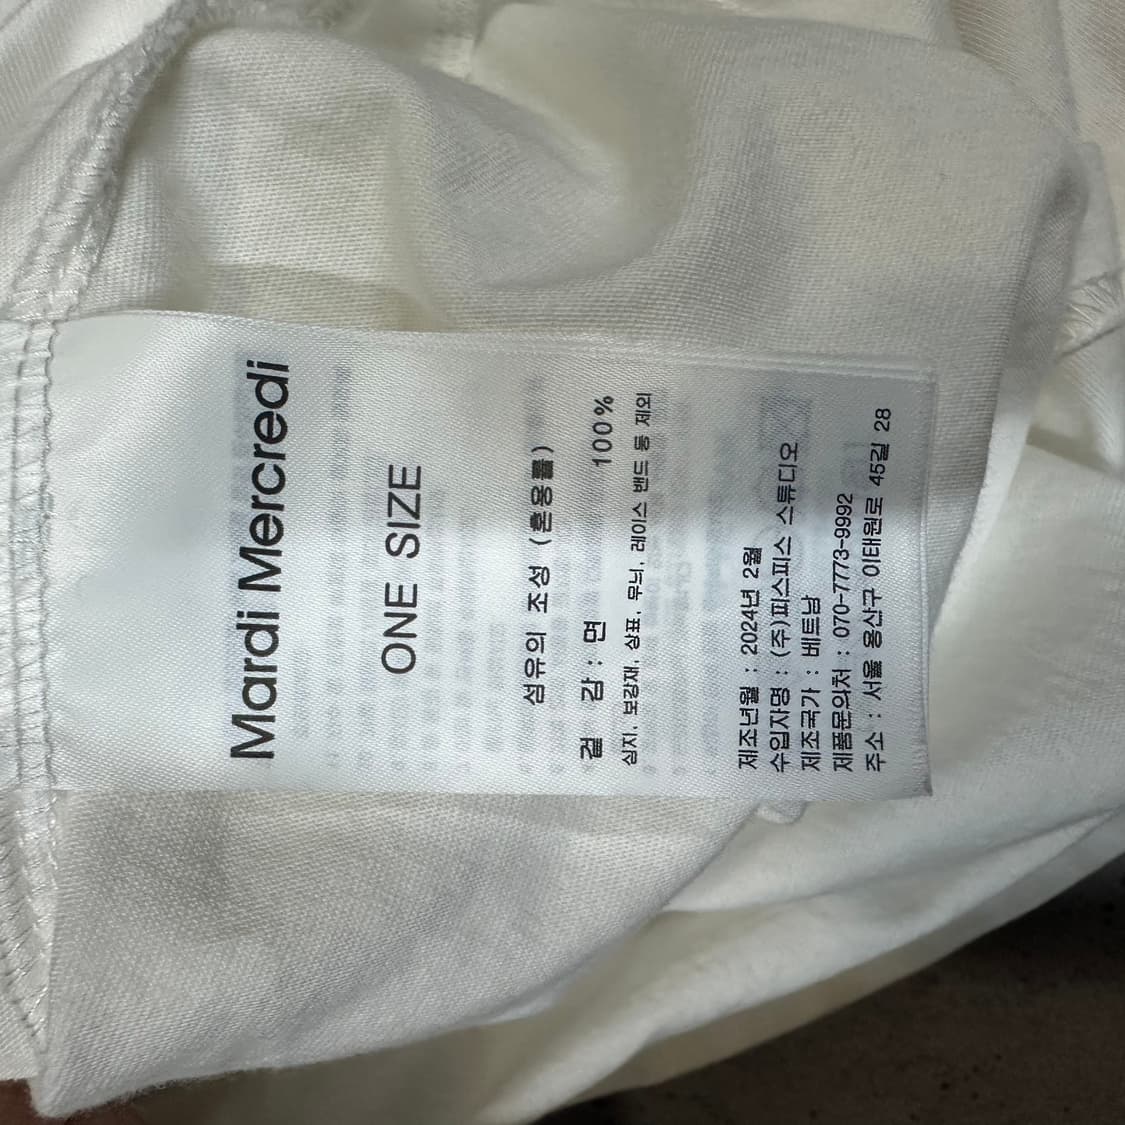 Mardi Mercredi
ONE SIZE
섬유의 조성 (혼용률)
겉 감 : 면 100%
심지, 보강재, 상표, 무늬, 레이스 밴드 등 제외
제조년월 : 2024년 2월
수입자명 : (주)피스피스 스튜디오
제조국가 : 베트남
제품문의처 : 070-7773-9992
주소 : 서울 용산구 이태원로 45길 28